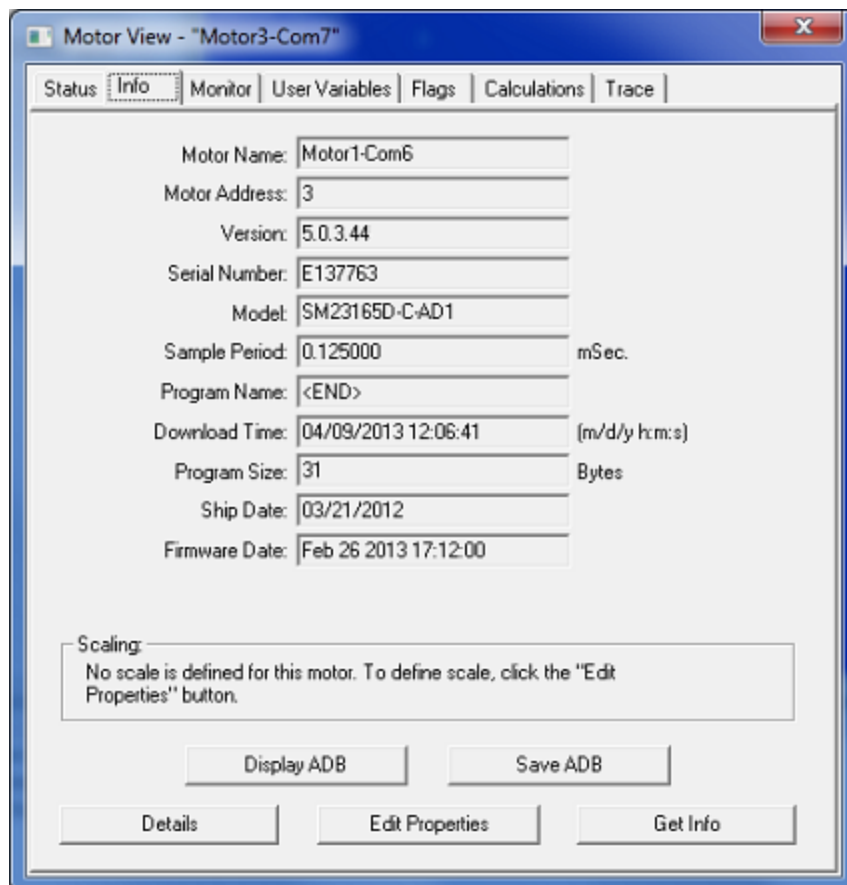 Motor View - "Motor3-Com7"
Status Info Monitor User Variables Flags Calculations Trace
Motor Name: Motor1-Com6
Motor Address: 3
Version: 5.0.3.44
Serial Number: E137763
Model: SM23165D-C-AD1
Sample Period: 0.125000 mSec.
Program Name: <END>
Download Time: 04/09/2013 12:06:41 (m/d/y h:m:s)
Program Size: 31 Bytes
Ship Date: 03/21/2012
Firmware Date: Feb 26 2013 17:12:00
Scaling:
No scale is defined for this motor. To define scale, click the "Edit
Properties" button.
Display ADB Save ADB
Details Edit Properties Get Info